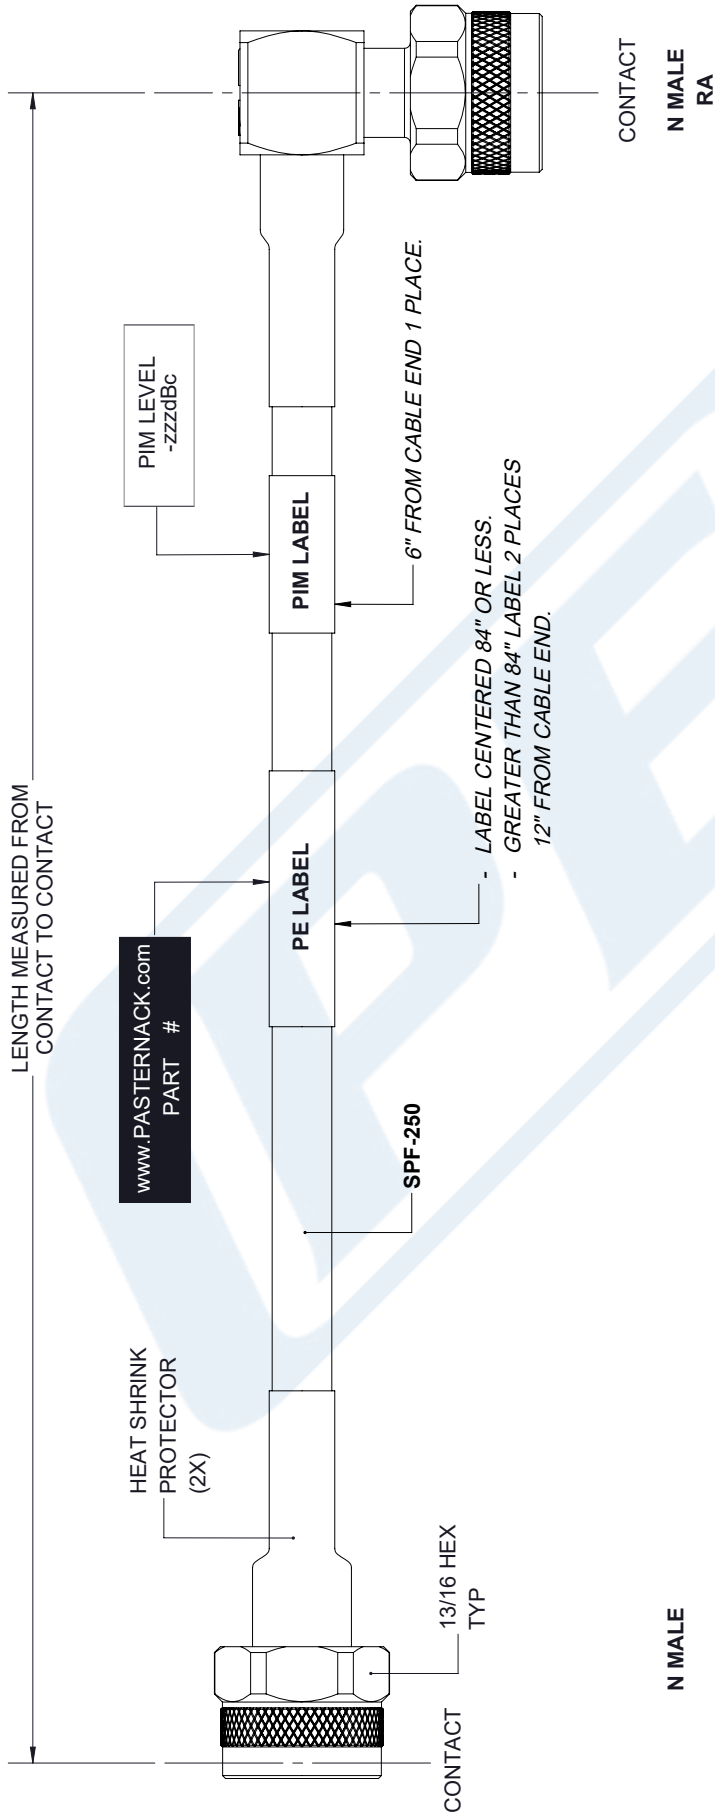 LENGTH MEASURED FROM
CONTACT TO CONTACT
HEAT SHRINK
PROTECTOR
(2X)
www.PASTERNACK.com
PART #
PIM LEVEL
-zzzdBc
PE LABEL
PIM LABEL
CONTACT
13/16 HEX
TYP
SPF-250
- LABEL CENTERED 84" OR LESS.
- GREATER THAN 84" LABEL 2 PLACES
12" FROM CABLE END.
6" FROM CABLE END 1 PLACE.
CONTACT
N MALE
N MALE
RA
PE